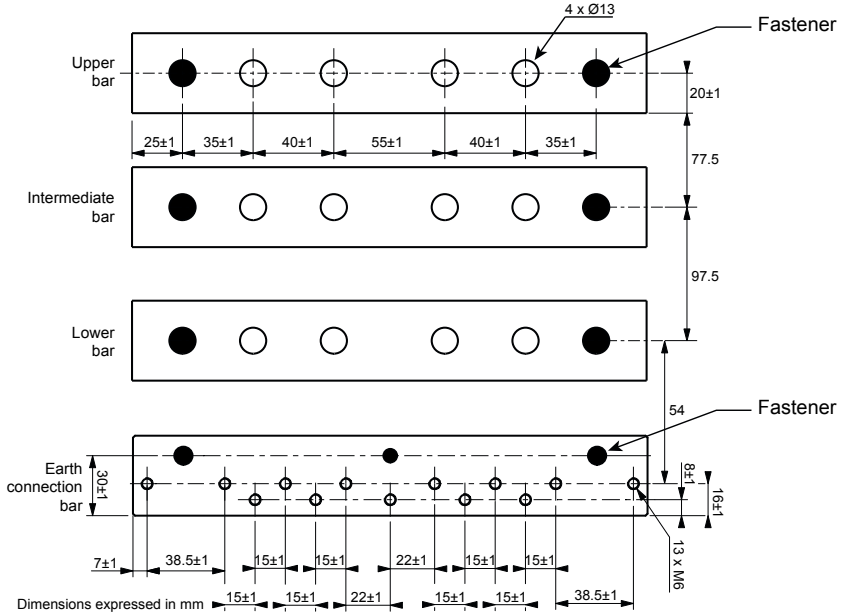 4 x Ø13
Fastener
Upper
bar
20±1
25±1
35±1
40±1
55±1
40±1
35±1
77.5
Intermediate
bar
97.5
Lower
bar
54
Fastener
Earth
connection
bar
30±1
8±1
16±1
13 x M6
7±1
38.5±1
15±1
15±1
22±1
15±1
15±1
38.5±1
Dimensions expressed in mm
15±1
15±1
22±1
15±1
15±1